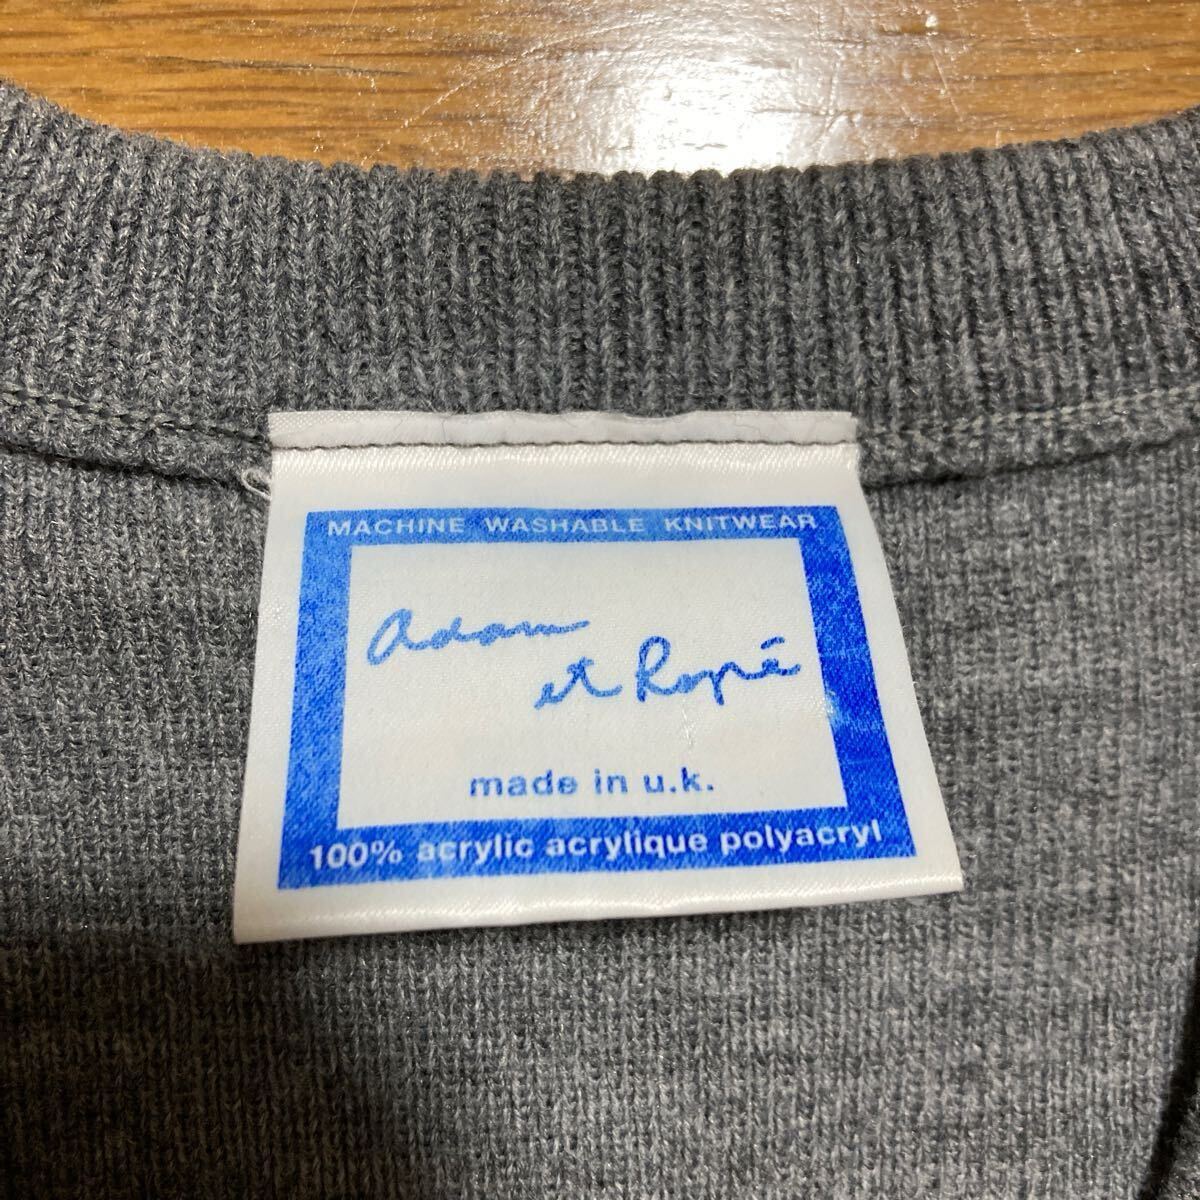 MACHINE WASHABLE KNITWEAR
adam
et Ropé
made in u.k.
100% acrylic acrylique polyacryl